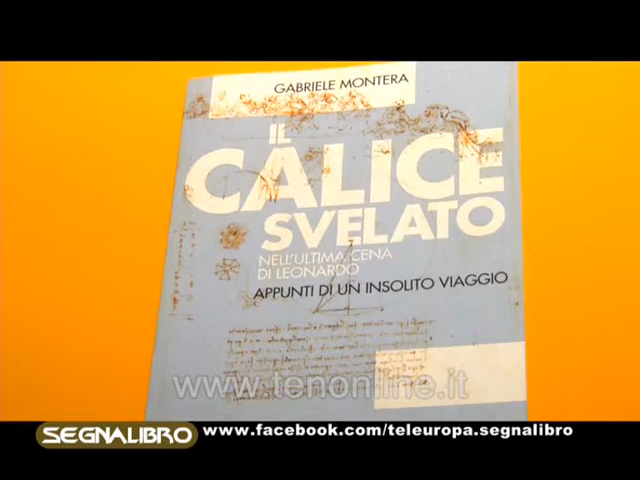 GABRIELE MONTERA
IL
CALICE
SVELATO
NELL'ULTIMA CENA
DI LEONARDO
APPUNTI DI UN INSOLITO VIAGGIO
www.tenonline.it
SEGNALIBRO
www.facebook.com/teleuropa.segnalibro